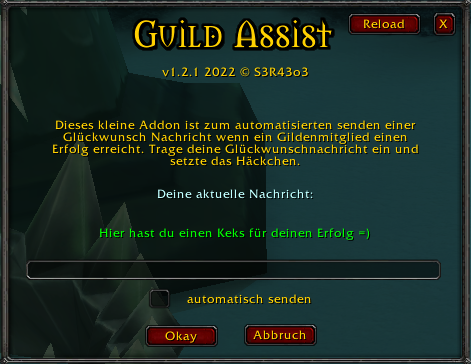 Guild Assist
Reload
X
v1.2.1 2022 © S3R43o3
Dieses kleine Addon ist zum automatisierten senden einer
Glückwunsch Nachricht wenn ein Gildenmitglied einen
Erfolg erreicht. Trage deine Glückwunschnachricht ein und
setzte das Häckchen.
Deine aktuelle Nachricht:
Hier hast du einen Keks für deinen Erfolg =)
automatisch senden
Okay
Abbruch